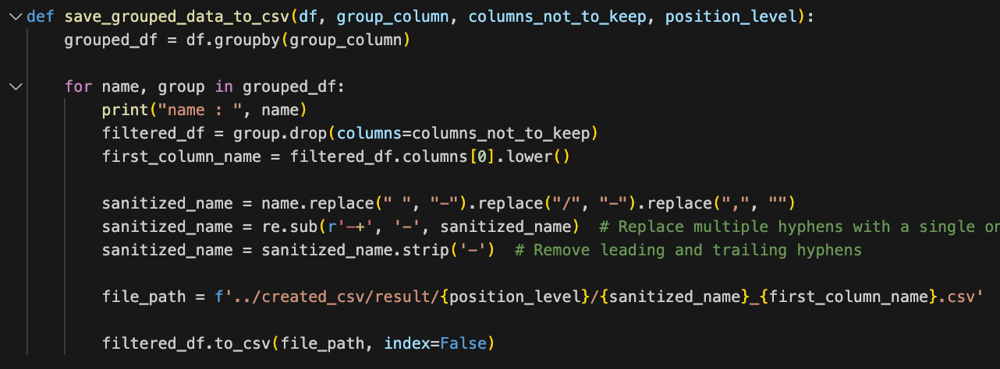 def save_grouped_data_to_csv(df, group_column, columns_not_to_keep, position_level):
    grouped_df = df.groupby(group_column)
    for name, group in grouped_df:
        print("name : ", name)
        filtered_df = group.drop(columns=columns_not_to_keep)
        first_column_name = filtered_df.columns[0].lower()
        sanitized_name = name.replace(" ", "-").replace("/", "-").replace(",", "")
        sanitized_name = re.sub(r'-+', '-', sanitized_name)  # Replace multiple hyphens with a single
        sanitized_name = sanitized_name.strip('-')  # Remove leading and trailing hyphens
        file_path = f'../created_csv/result/{position_level}/{sanitized_name}_{first_column_name}.csv'
        filtered_df.to_csv(file_path, index=False)